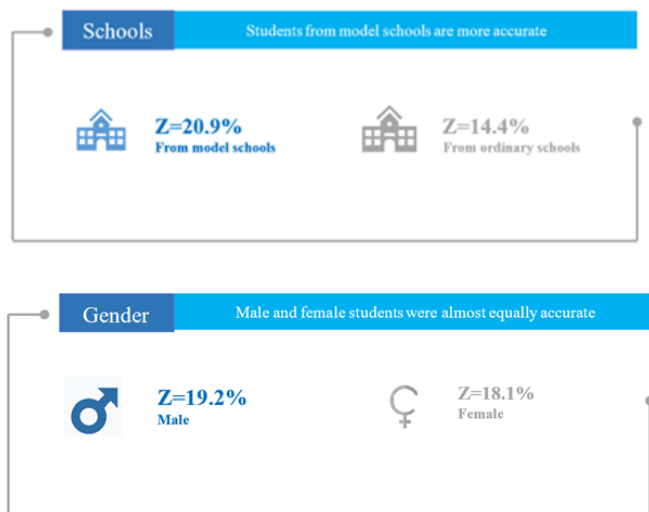 Schools
Students from model schools are more accurate
Z=20.9%
From model schools
Z=14.4%
From ordinary schools
Gender
Male and female students were almost equally accurate
Z=19.2%
Male
Z=18.1%
Female